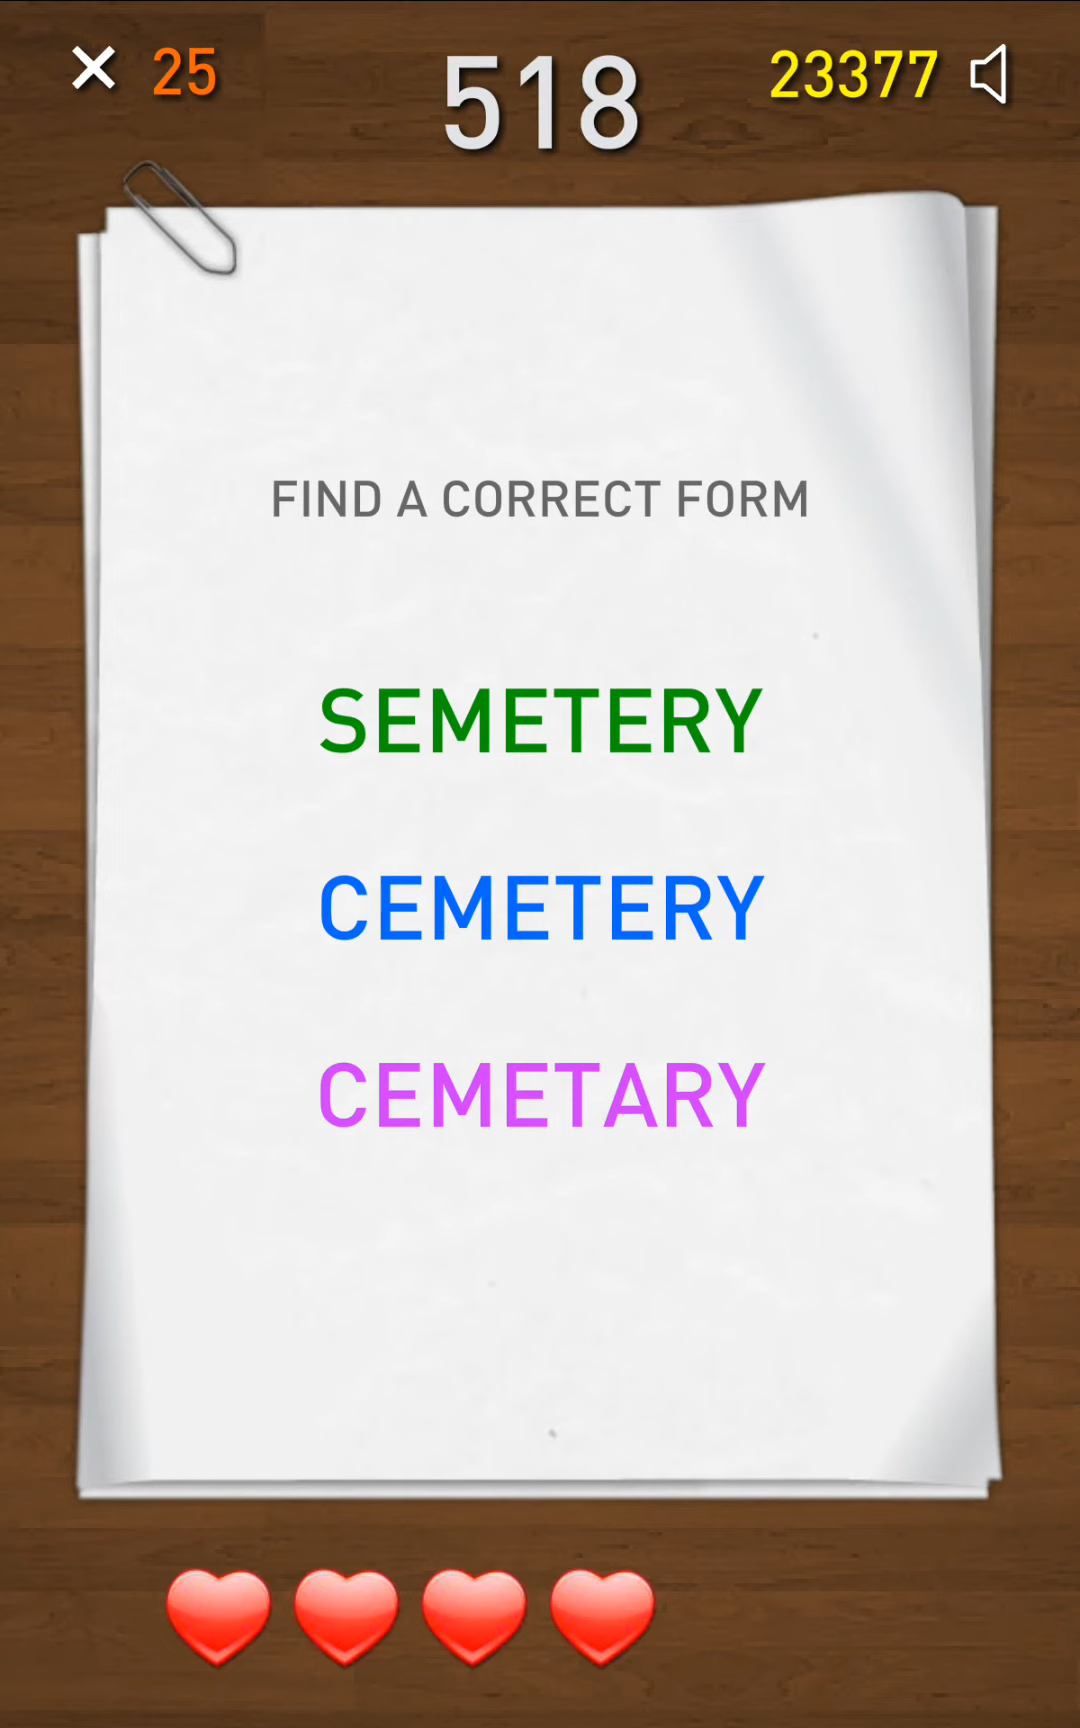 25 518 23377
FIND A CORRECT FORM
SEMETERY
CEMETERY
CEMETARY